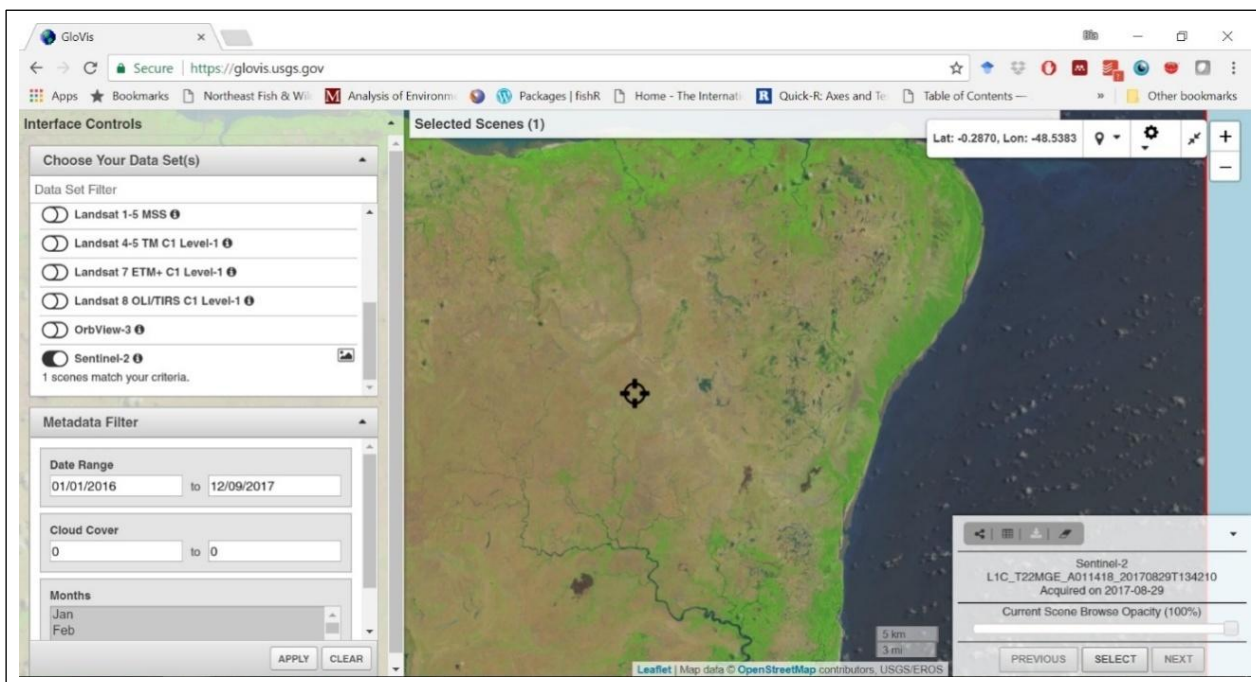 GloVis
Secure | https://glovis.usgs.gov
Apps Bookmarks Northeast Fish & Wil Analysis of Environm Packages | fishR Home - The Internati Quick-R: Axes and Te Table of Contents — » Other bookmarks
Interface Controls
Selected Scenes (1)
Lat: -0.2870, Lon: -48.5383
+
−
Choose Your Data Set(s)
Data Set Filter
Landsat 1-5 MSS
Landsat 4-5 TM C1 Level-1
Landsat 7 ETM+ C1 Level-1
Landsat 8 OLI/TIRS C1 Level-1
OrbView-3
Sentinel-2
1 scenes match your criteria.
Metadata Filter
Date Range
01/01/2016 to 12/09/2017
Cloud Cover
0 to 0
Months
Jan
Feb
APPLY CLEAR
Sentinel-2
L1C_T22MGE_A011418_20170829T134210
Acquired on 2017-08-29
Current Scene Browse Opacity (100%)
PREVIOUS SELECT NEXT
5 km
3 mi
Leaflet | Map data © OpenStreetMap contributors, USGS/EROS